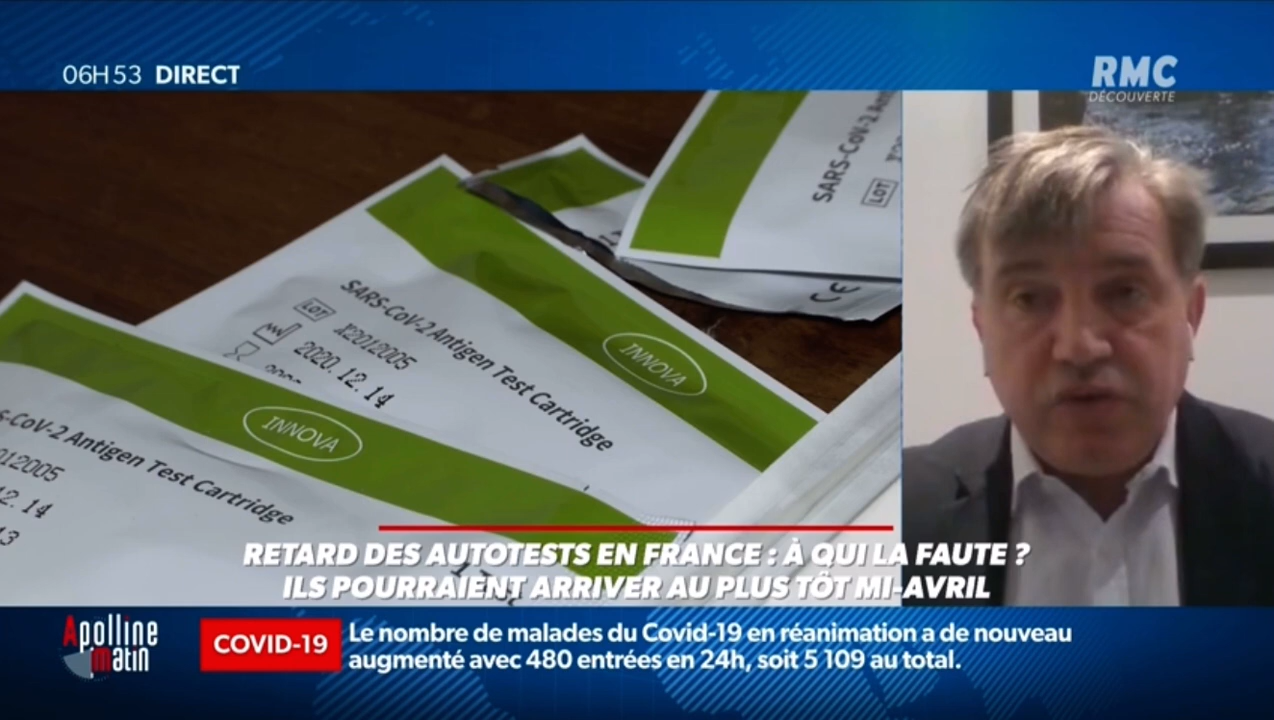 06H53 DIRECT
RMC
DÉCOUVERTE
SARS-CoV-2 An
LOT
SARS-CoV-2 Antigen Test Cartridge
LOT
X2012005
2020.12.14
INNOVA
CE
INNOVA
s-CoV-2 Antigen Test Cartridge
012005
12.14
RETARD DES AUTOTESTS EN FRANCE : À QUI LA FAUTE ?
ILS POURRAIENT ARRIVER AU PLUS TÔT MI-AVRIL
Apolline
Matin
COVID-19
Le nombre de malades du Covid-19 en réanimation a de nouveau
augmenté avec 480 entrées en 24h, soit 5 109 au total.